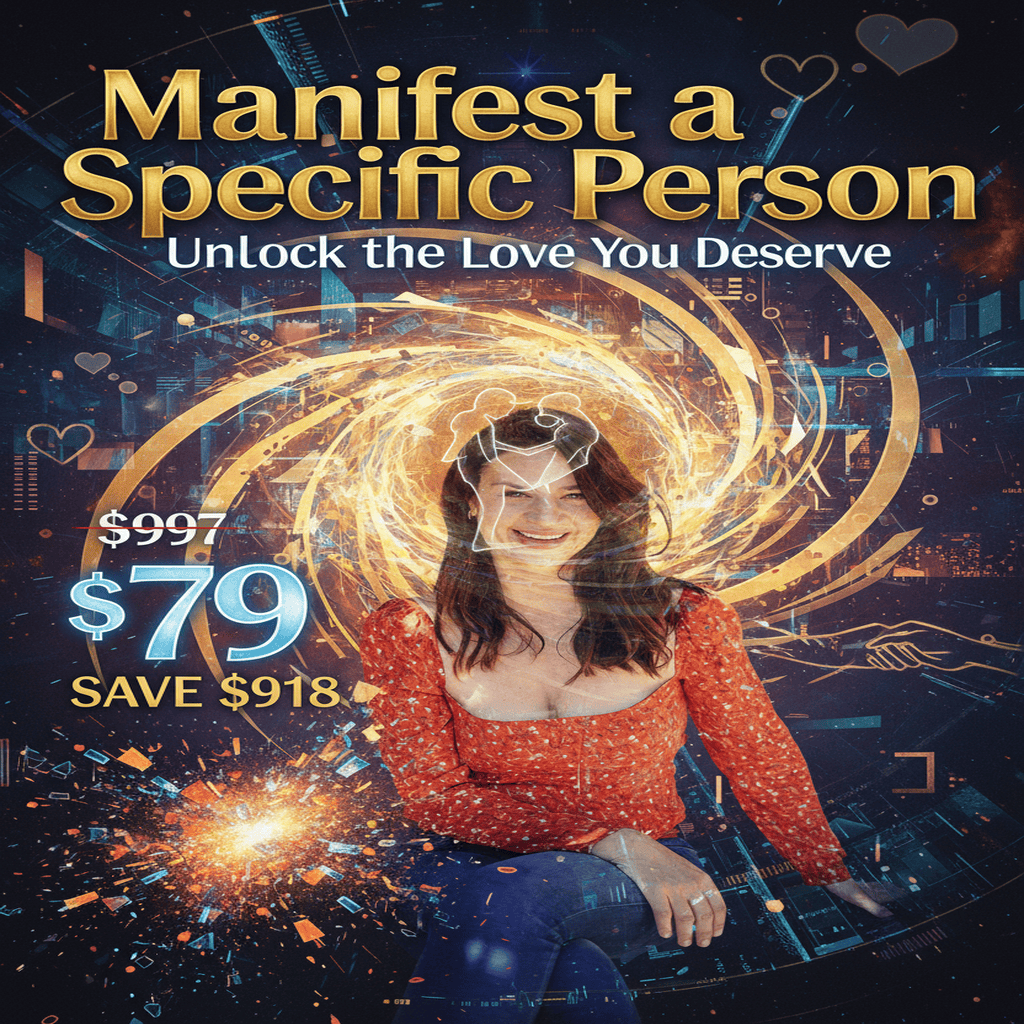 Manifest a
Specific Person
Unlock the Love You Deserve
$997
$79
SAVE $918